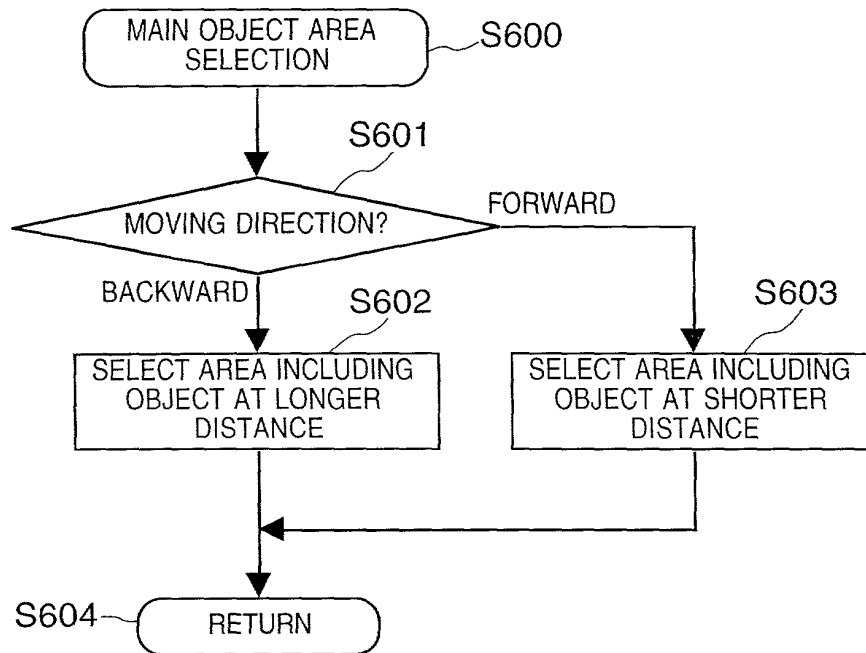 MAIN OBJECT AREA
SELECTION
S600
S601
MOVING DIRECTION?
FORWARD
BACKWARD
S602
S603
SELECT AREA INCLUDING
OBJECT AT LONGER
DISTANCE
SELECT AREA INCLUDING
OBJECT AT SHORTER
DISTANCE
S604
RETURN